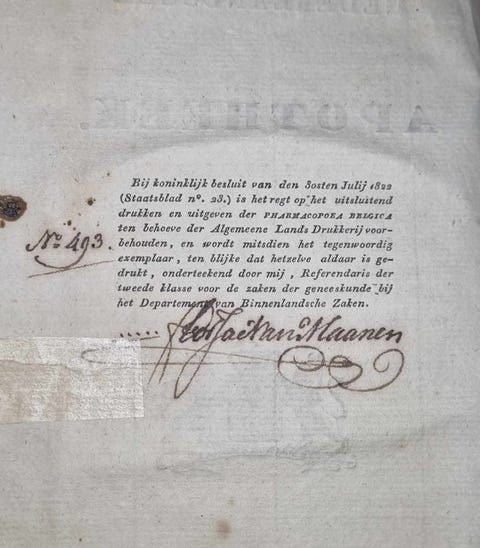 APOTHEEK.
Bij koninklijk besluit van den 30sten Julij 1822
(Staatsblad nº. 23.) is het regt op het uitsluitend
drukken en uitgeven der PHARMACOPOEA BELGICA
ten behoeve der Algemeene Lands Drukkerij voor-
behouden, en wordt mitsdien het tegenwoordig
exemplaar, ten blijke dat hetzelve aldaar is ge-
drukt, onderteekend door mij, Referendaris der
tweede klasse voor de zaken der geneeskunde bij
het Departement van Binnenlandsche Zaken.
Nº 493.
van Maanen